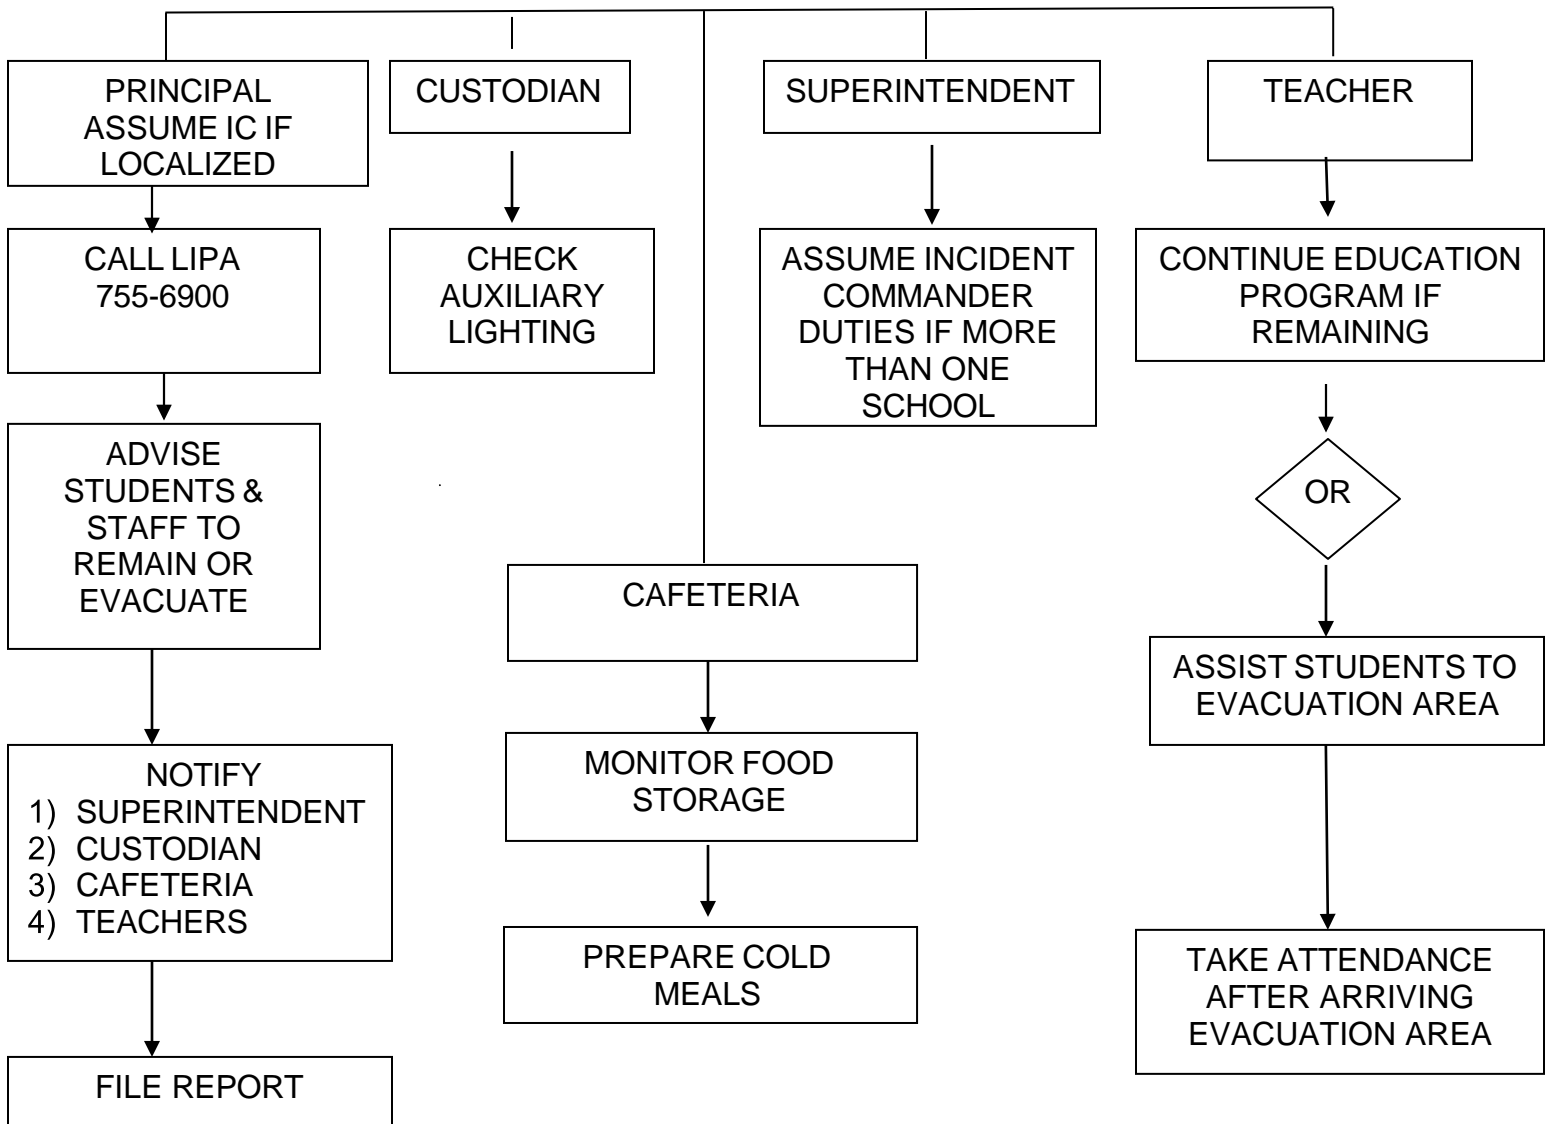 PRINCIPAL
ASSUME IC IF
LOCALIZED
CALL LIPA
755-6900
ADVISE
STUDENTS &
STAFF TO
REMAIN OR
EVACUATE
NOTIFY
1) SUPERINTENDENT
2) CUSTODIAN
3) CAFETERIA
4) TEACHERS
FILE REPORT
CUSTODIAN
CHECK
AUXILIARY
LIGHTING
CAFETERIA
MONITOR FOOD
STORAGE
PREPARE COLD
MEALS
SUPERINTENDENT
ASSUME INCIDENT
COMMANDER
DUTIES IF MORE
THAN ONE
SCHOOL
TEACHER
CONTINUE EDUCATION
PROGRAM IF
REMAINING
OR
ASSIST STUDENTS TO
EVACUATION AREA
TAKE ATTENDANCE
AFTER ARRIVING
EVACUATION AREA